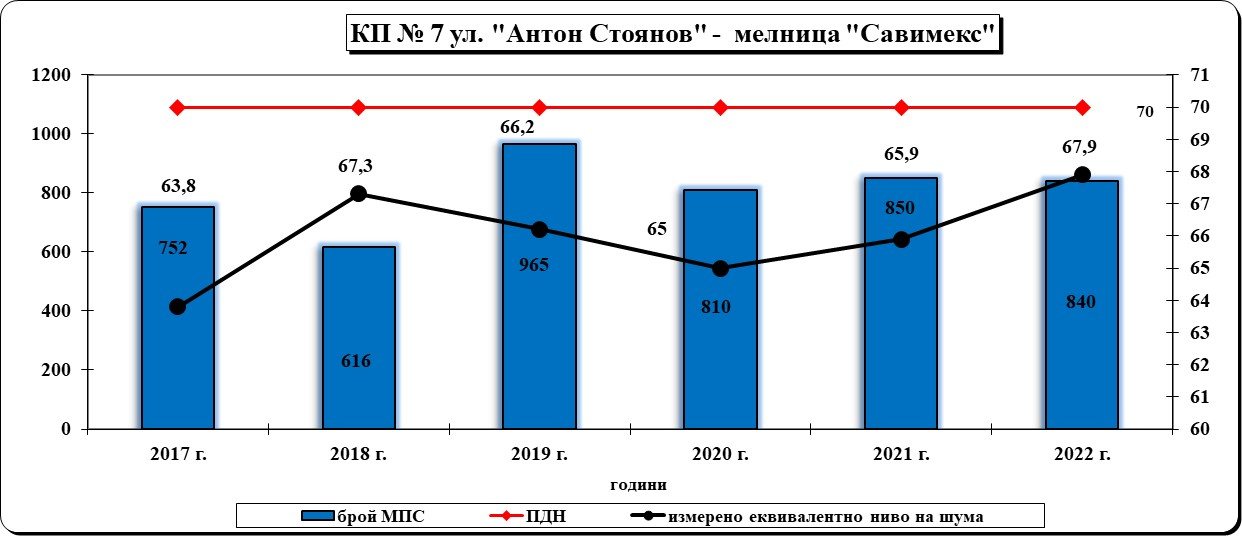 КП № 7 ул. "Антон Стоянов" - мелница "Савимекс"
1200
1000
800
600
400
200
0
71
70
69
68
67
66
65
64
63
62
61
60
70
63,8
67,3
66,2
65
65,9
67,9
752
616
965
810
850
840
2017 г.
2018 г.
2019 г.
2020 г.
2021 г.
2022 г.
години
брой МПС
ПДН
измерено еквивалентно ниво на шума